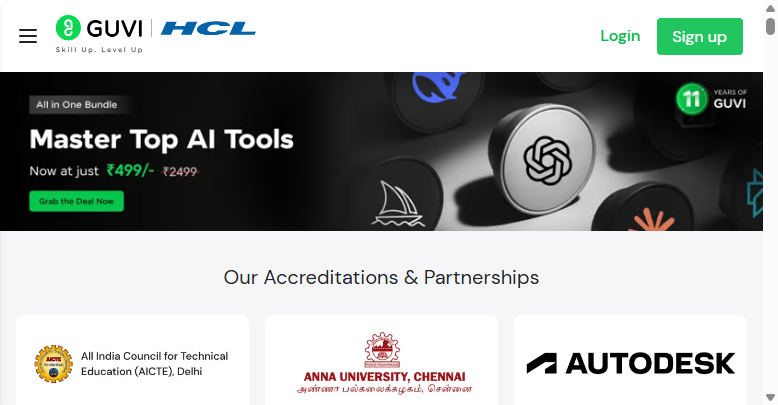 GUVI
HCL
Skill Up. Level Up
Login
Sign up
All in One Bundle
Master Top AI Tools
Now at just ₹499/- ₹2499
Grab the Deal Now
11
YEARS OF
GUVI
Our Accreditations & Partnerships
AICTE
All India Council for Technical
Education (AICTE), Delhi
ANNA UNIVERSITY, CHENNAI
அண்ணா பல்கலைக்கழகம், சென்னை
AUTODESK